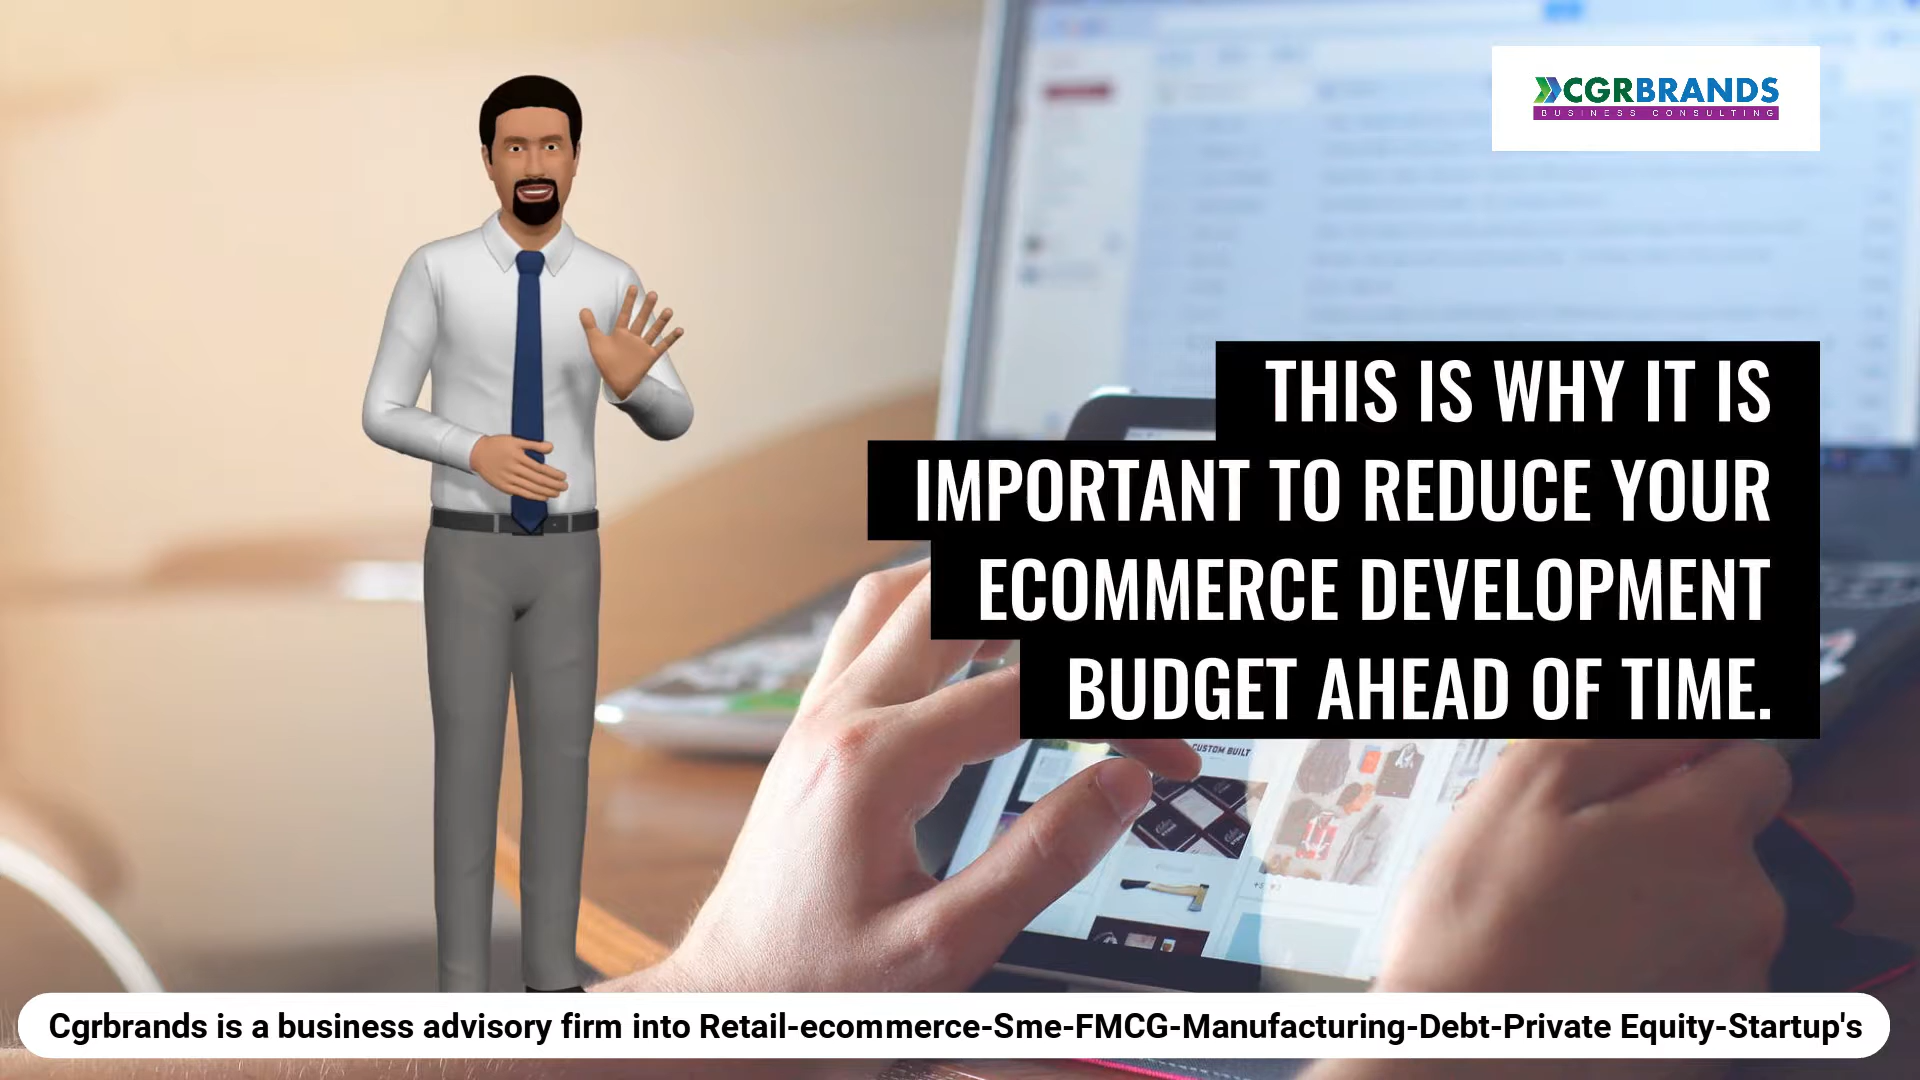 CGRBRANDS
BUSINESS CONSULTING
THIS IS WHY IT IS
IMPORTANT TO REDUCE YOUR
ECOMMERCE DEVELOPMENT
BUDGET AHEAD OF TIME.
CUSTOM BUILT
Cgrbrands is a business advisory firm into Retail-ecommerce-Sme-FMCG-Manufacturing-Debt-Private Equity-Startup's